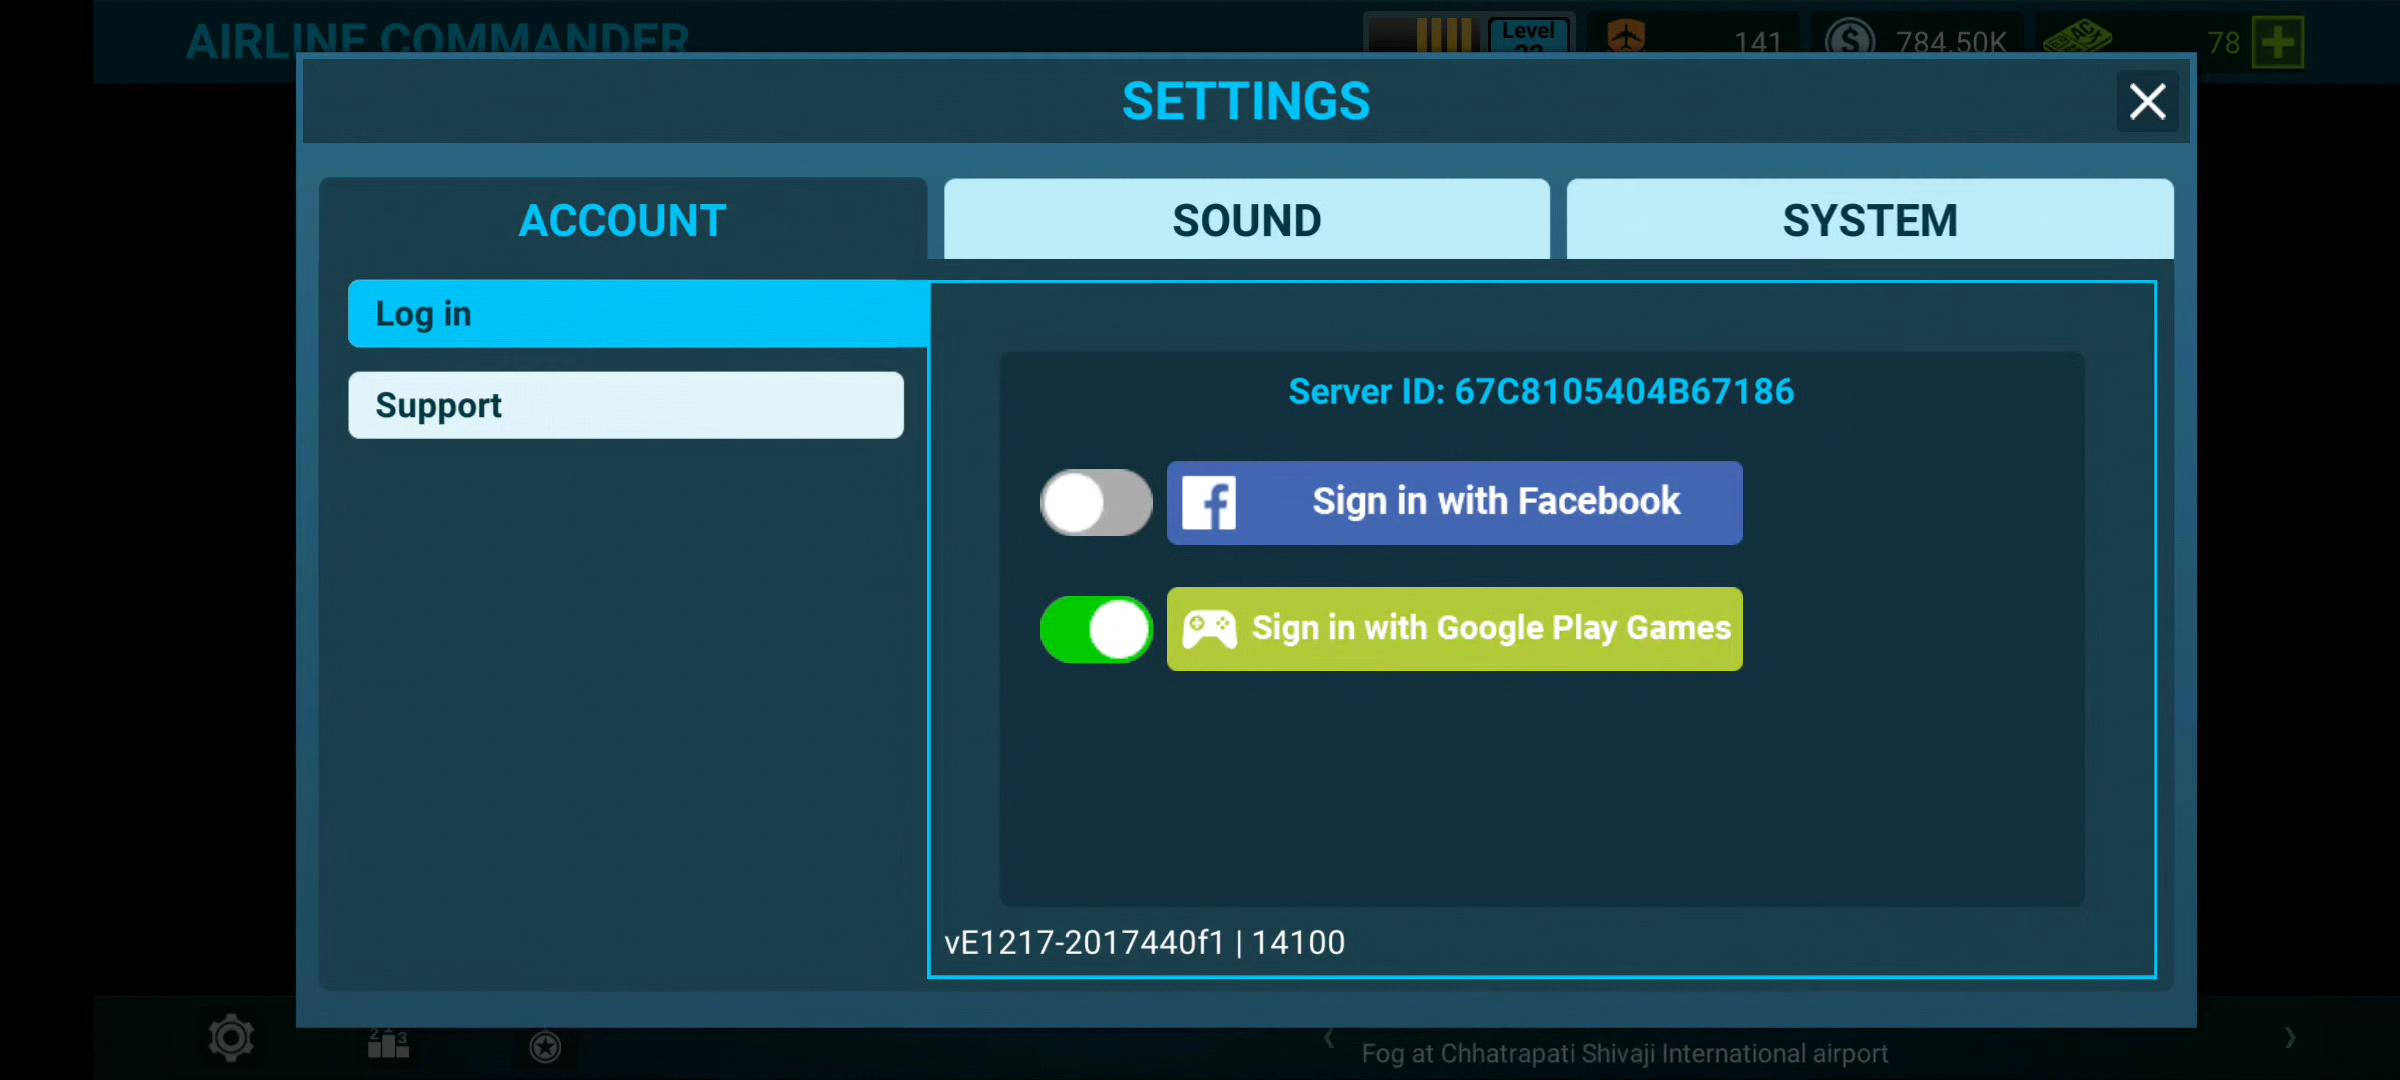 AIRLINE COMMANDER
Level
141
784.50K
78
SETTINGS
ACCOUNT
SOUND
SYSTEM
Log in
Support
Server ID: 67C8105404B67186
Sign in with Facebook
Sign in with Google Play Games
vE1217-2017440f1 | 14100
Fog at Chhatrapati Shivaji International airport